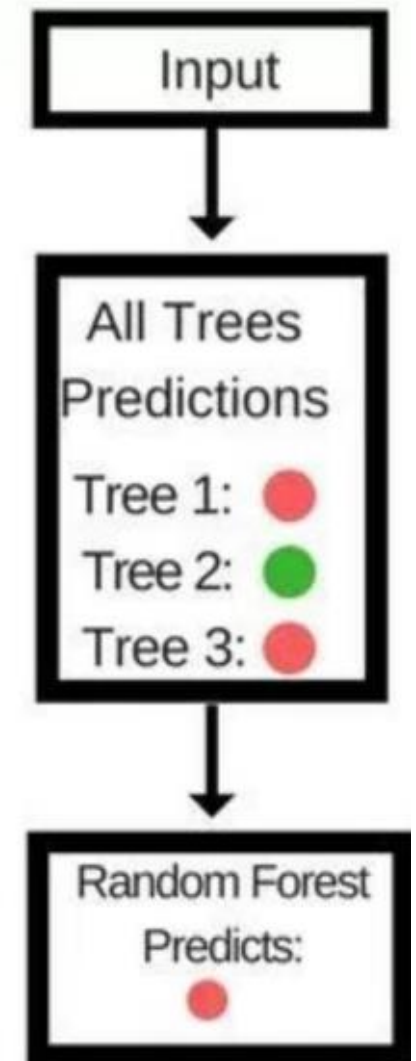 Input
All Trees
Predictions
Tree 1:
Tree 2:
Tree 3:
Random Forest
Predicts: